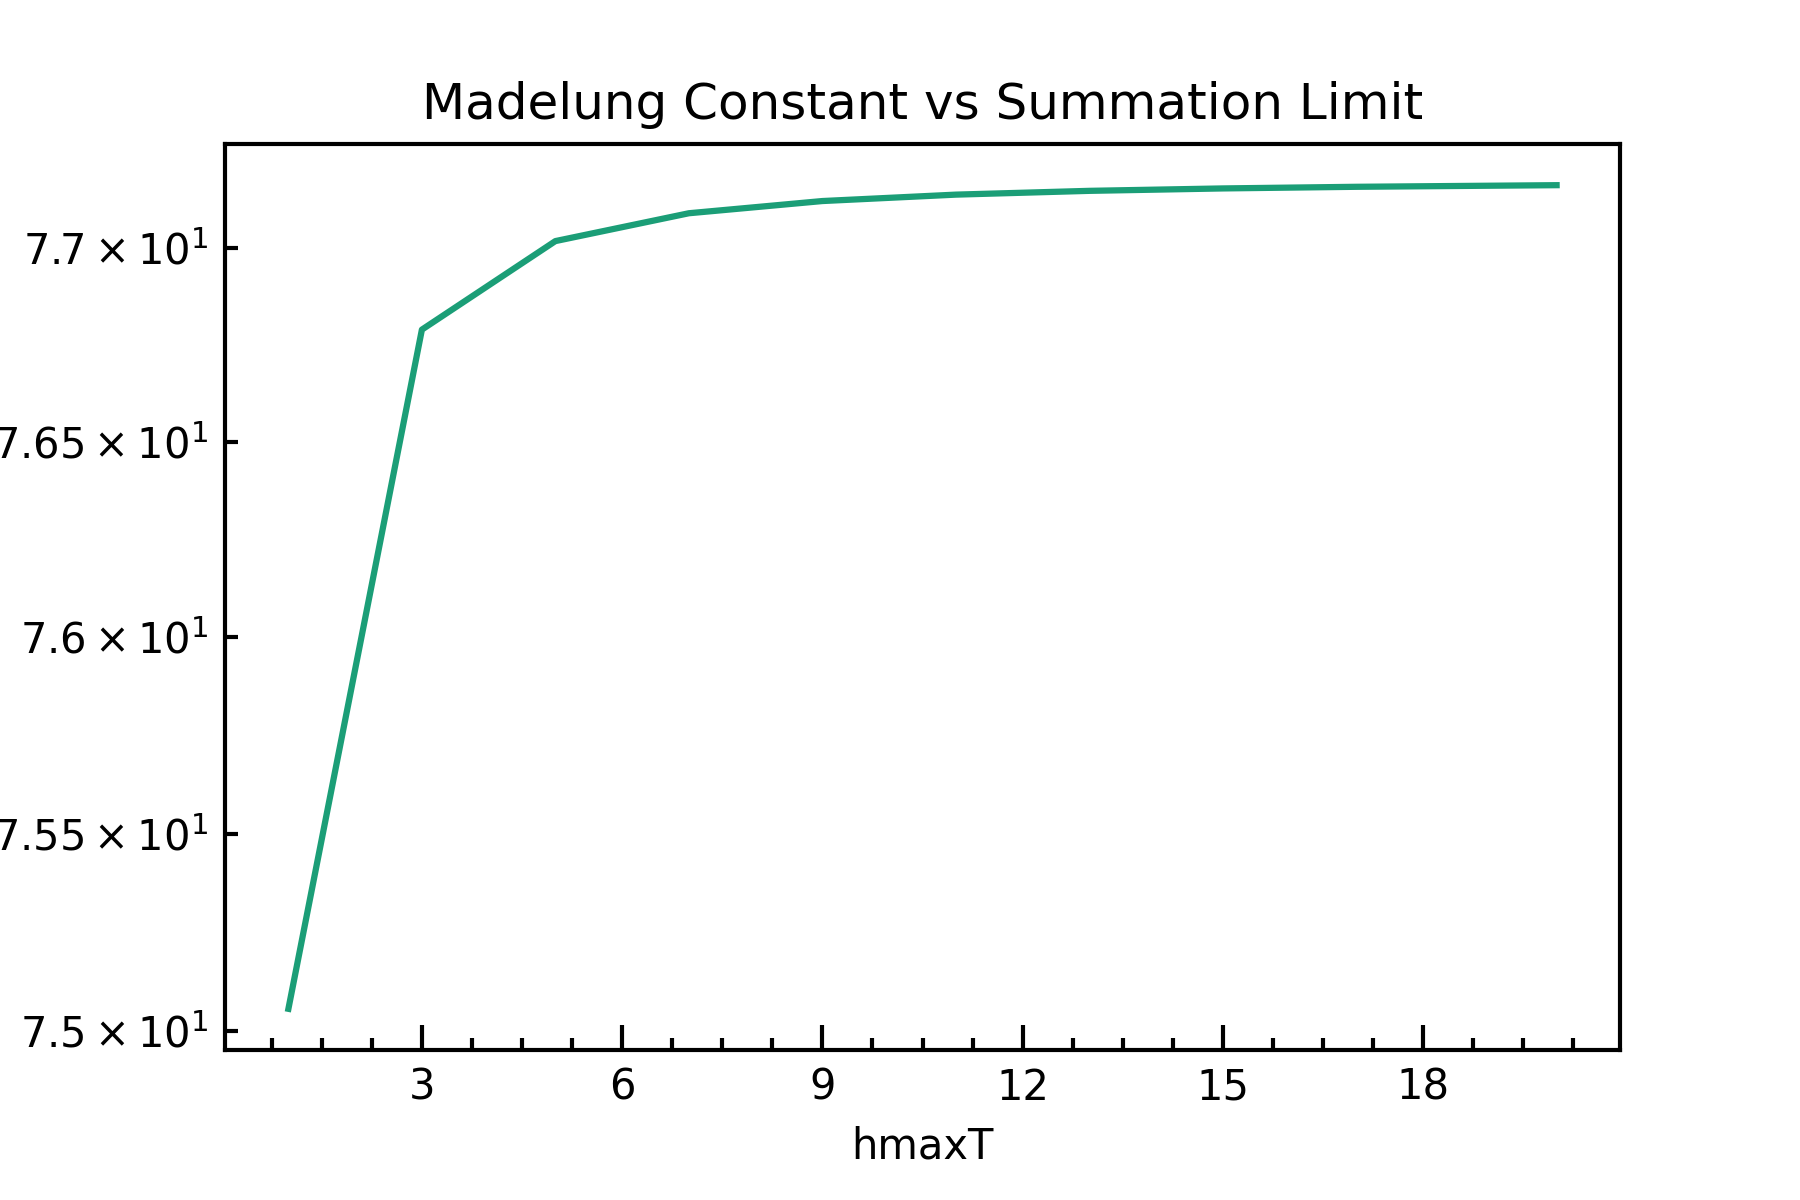 Madelung Constant vs Summation Limit
7.7 × 10¹
7.65 × 10¹
7.6 × 10¹
7.55 × 10¹
7.5 × 10¹
3 6 9 12 15 18
hmaxT